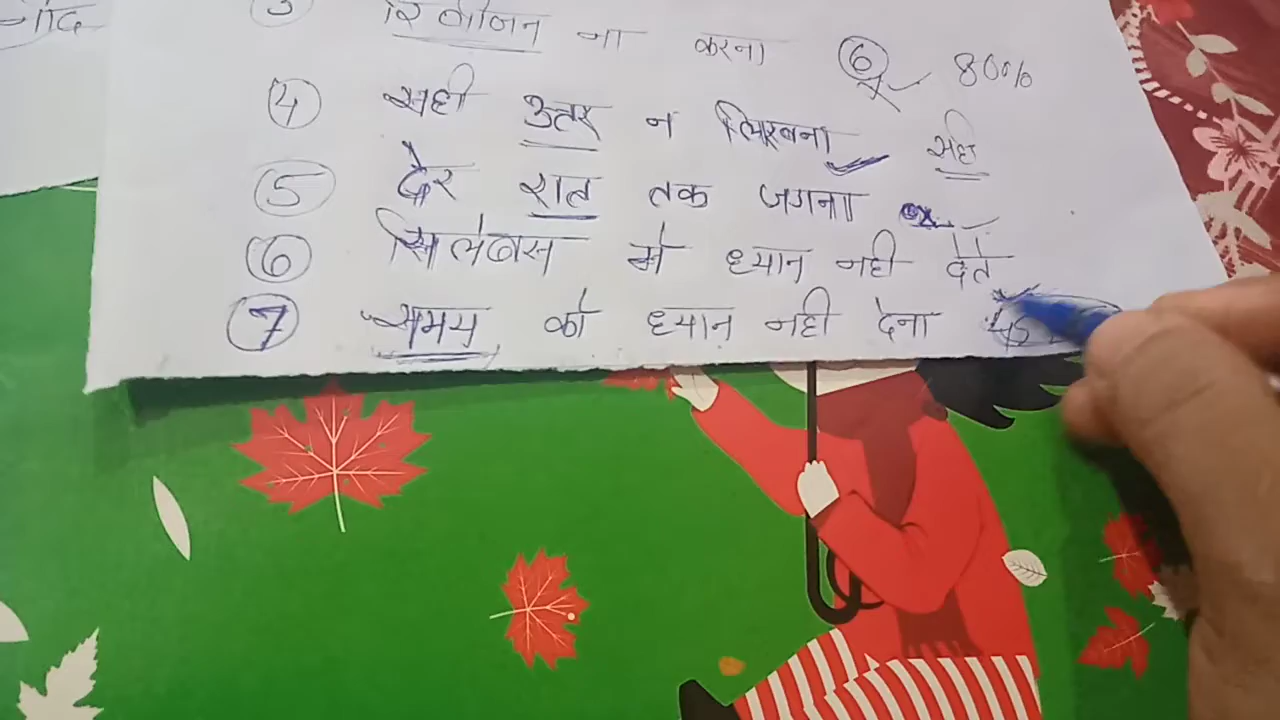 3 रिवीजन ना करना 6 80%
4 सही उत्तर न लिखना सही
5 देर रात तक जगना
6 सिलेबस मे ध्यान नही देते
7 समय को ध्यान नही देना